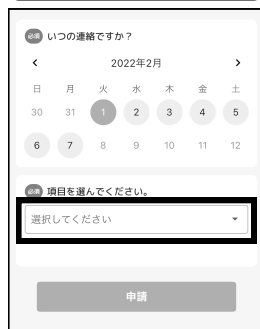 必須 いつの連絡ですか?
‹ 2022年2月 ›
日 月 火 水 木 金 土
30 31 1 2 3 4 5
6 7 8 9 10 11 12
必須 項目を選んでください。
選択してください
申請